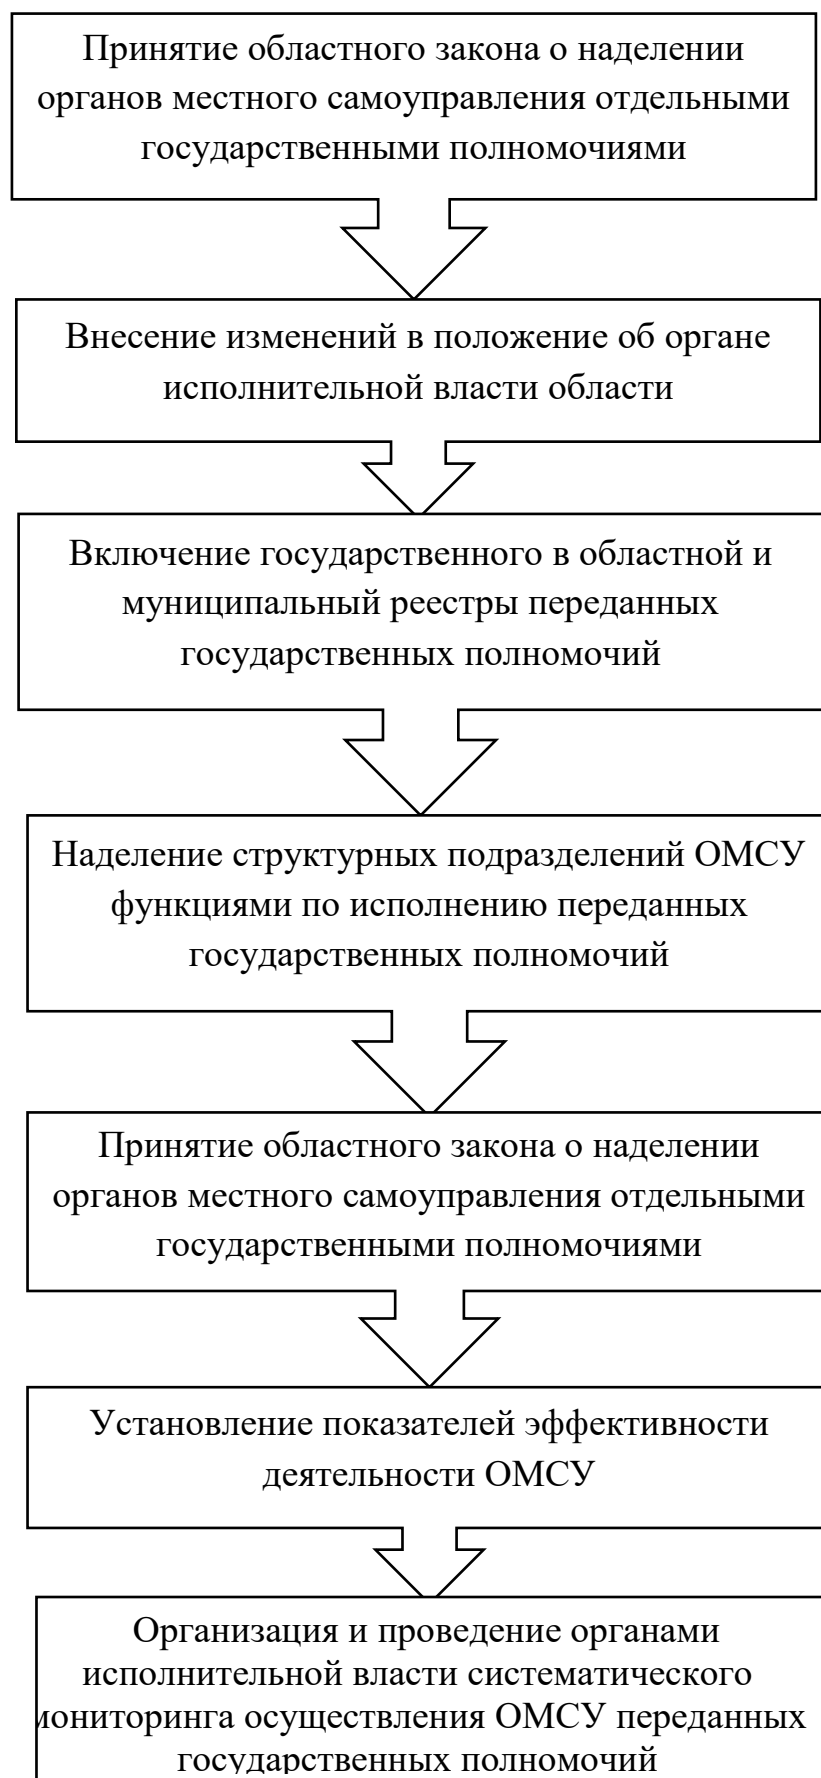 Принятие областного закона о наделении
органов местного самоуправления отдельными
государственными полномочиями
Внесение изменений в положение об органе
исполнительной власти области
Включение государственного в областной и
муниципальный реестры переданных
государственных полномочий
Наделение структурных подразделений ОМСУ
функциями по исполнению переданных
государственных полномочий
Принятие областного закона о наделении
органов местного самоуправления отдельными
государственными полномочиями
Установление показателей эффективности
деятельности ОМСУ
Организация и проведение органами
исполнительной власти систематического
мониторинга осуществления ОМСУ переданных
государственных полномочий